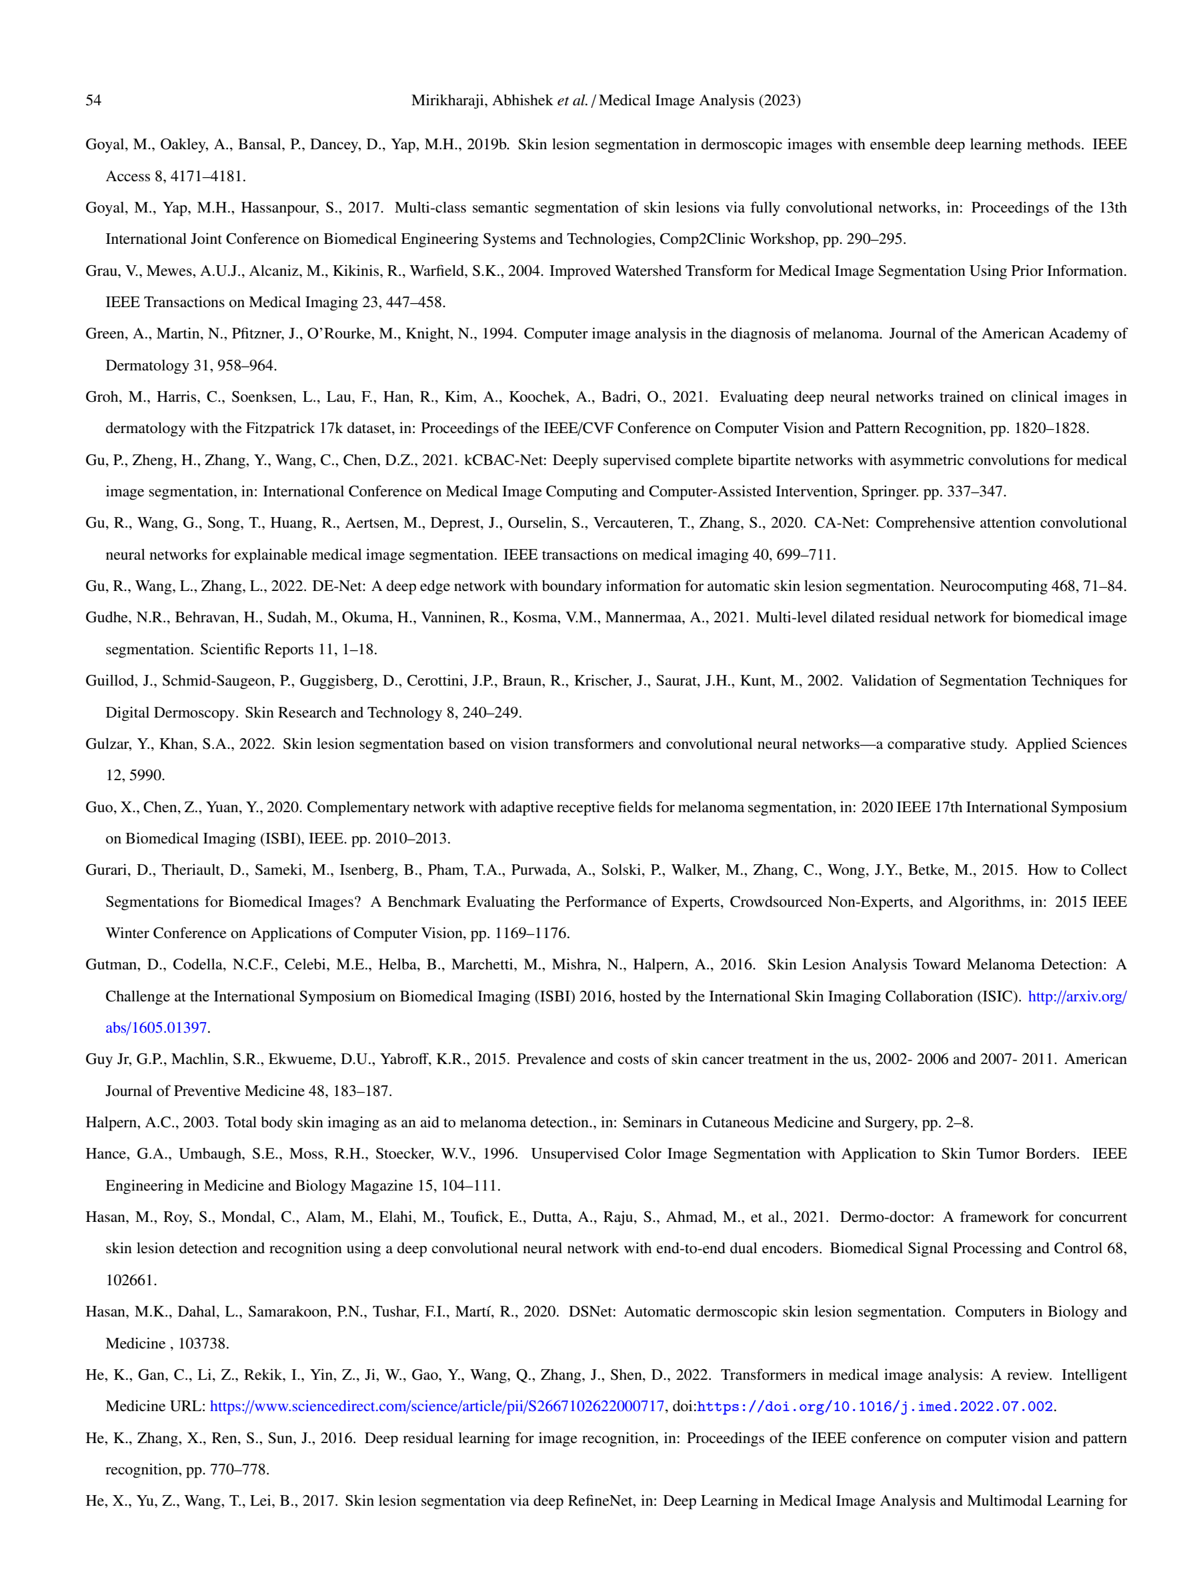 54
Mirikharaji, Abhishek et al. / Medical Image Analysis (2023)
Goyal, M., Oakley, A., Bansal, P., Dancey, D., Yap, M.H., 2019b. Skin lesion segmentation in dermoscopic images with ensemble deep learning methods. IEEE
Access 8, 4171–4181.
Goyal, M., Yap, M.H., Hassanpour, S., 2017. Multi-class semantic segmentation of skin lesions via fully convolutional networks, in: Proceedings of the 13th
International Joint Conference on Biomedical Engineering Systems and Technologies, Comp2Clinic Workshop, pp. 290–295.
Grau, V., Mewes, A.U.J., Alcaniz, M., Kikinis, R., Warfield, S.K., 2004. Improved Watershed Transform for Medical Image Segmentation Using Prior Information.
IEEE Transactions on Medical Imaging 23, 447–458.
Green, A., Martin, N., Pfitzner, J., O'Rourke, M., Knight, N., 1994. Computer image analysis in the diagnosis of melanoma. Journal of the American Academy of
Dermatology 31, 958–964.
Groh, M., Harris, C., Soenksen, L., Lau, F., Han, R., Kim, A., Koochek, A., Badri, O., 2021. Evaluating deep neural networks trained on clinical images in
dermatology with the Fitzpatrick 17k dataset, in: Proceedings of the IEEE/CVF Conference on Computer Vision and Pattern Recognition, pp. 1820–1828.
Gu, P., Zheng, H., Zhang, Y., Wang, C., Chen, D.Z., 2021. kCBAC-Net: Deeply supervised complete bipartite networks with asymmetric convolutions for medical
image segmentation, in: International Conference on Medical Image Computing and Computer-Assisted Intervention, Springer. pp. 337–347.
Gu, R., Wang, G., Song, T., Huang, R., Aertsen, M., Deprest, J., Ourselin, S., Vercauteren, T., Zhang, S., 2020. CA-Net: Comprehensive attention convolutional
neural networks for explainable medical image segmentation. IEEE transactions on medical imaging 40, 699–711.
Gu, R., Wang, L., Zhang, L., 2022. DE-Net: A deep edge network with boundary information for automatic skin lesion segmentation. Neurocomputing 468, 71–84.
Gudhe, N.R., Behravan, H., Sudah, M., Okuma, H., Vanninen, R., Kosma, V.M., Mannermaa, A., 2021. Multi-level dilated residual network for biomedical image
segmentation. Scientific Reports 11, 1–18.
Guillod, J., Schmid-Saugeon, P., Guggisberg, D., Cerottini, J.P., Braun, R., Krischer, J., Saurat, J.H., Kunt, M., 2002. Validation of Segmentation Techniques for
Digital Dermoscopy. Skin Research and Technology 8, 240–249.
Gulzar, Y., Khan, S.A., 2022. Skin lesion segmentation based on vision transformers and convolutional neural networks—a comparative study. Applied Sciences
12, 5990.
Guo, X., Chen, Z., Yuan, Y., 2020. Complementary network with adaptive receptive fields for melanoma segmentation, in: 2020 IEEE 17th International Symposium
on Biomedical Imaging (ISBI), IEEE. pp. 2010–2013.
Gurari, D., Theriault, D., Sameki, M., Isenberg, B., Pham, T.A., Purwada, A., Solski, P., Walker, M., Zhang, C., Wong, J.Y., Betke, M., 2015. How to Collect
Segmentations for Biomedical Images? A Benchmark Evaluating the Performance of Experts, Crowdsourced Non-Experts, and Algorithms, in: 2015 IEEE
Winter Conference on Applications of Computer Vision, pp. 1169–1176.
Gutman, D., Codella, N.C.F., Celebi, M.E., Helba, B., Marchetti, M., Mishra, N., Halpern, A., 2016. Skin Lesion Analysis Toward Melanoma Detection: A
Challenge at the International Symposium on Biomedical Imaging (ISBI) 2016, hosted by the International Skin Imaging Collaboration (ISIC). http://arxiv.org/
abs/1605.01397.
Guy Jr, G.P., Machlin, S.R., Ekwueme, D.U., Yabroff, K.R., 2015. Prevalence and costs of skin cancer treatment in the us, 2002- 2006 and 2007- 2011. American
Journal of Preventive Medicine 48, 183–187.
Halpern, A.C., 2003. Total body skin imaging as an aid to melanoma detection., in: Seminars in Cutaneous Medicine and Surgery, pp. 2–8.
Hance, G.A., Umbaugh, S.E., Moss, R.H., Stoecker, W.V., 1996. Unsupervised Color Image Segmentation with Application to Skin Tumor Borders. IEEE
Engineering in Medicine and Biology Magazine 15, 104–111.
Hasan, M., Roy, S., Mondal, C., Alam, M., Elahi, M., Toufick, E., Dutta, A., Raju, S., Ahmad, M., et al., 2021. Dermo-doctor: A framework for concurrent
skin lesion detection and recognition using a deep convolutional neural network with end-to-end dual encoders. Biomedical Signal Processing and Control 68,
102661.
Hasan, M.K., Dahal, L., Samarakoon, P.N., Tushar, F.I., Martí, R., 2020. DSNet: Automatic dermoscopic skin lesion segmentation. Computers in Biology and
Medicine , 103738.
He, K., Gan, C., Li, Z., Rekik, I., Yin, Z., Ji, W., Gao, Y., Wang, Q., Zhang, J., Shen, D., 2022. Transformers in medical image analysis: A review. Intelligent
Medicine URL: https://www.sciencedirect.com/science/article/pii/S2667102622000717, doi:https://doi.org/10.1016/j.imed.2022.07.002.
He, K., Zhang, X., Ren, S., Sun, J., 2016. Deep residual learning for image recognition, in: Proceedings of the IEEE conference on computer vision and pattern
recognition, pp. 770–778.
He, X., Yu, Z., Wang, T., Lei, B., 2017. Skin lesion segmentation via deep RefineNet, in: Deep Learning in Medical Image Analysis and Multimodal Learning for